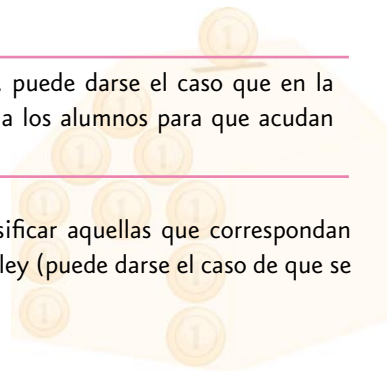 puede darse el caso que en la
a los alumnos para que acudan
sificar aquellas que correspondan
ley (puede darse el caso de que se